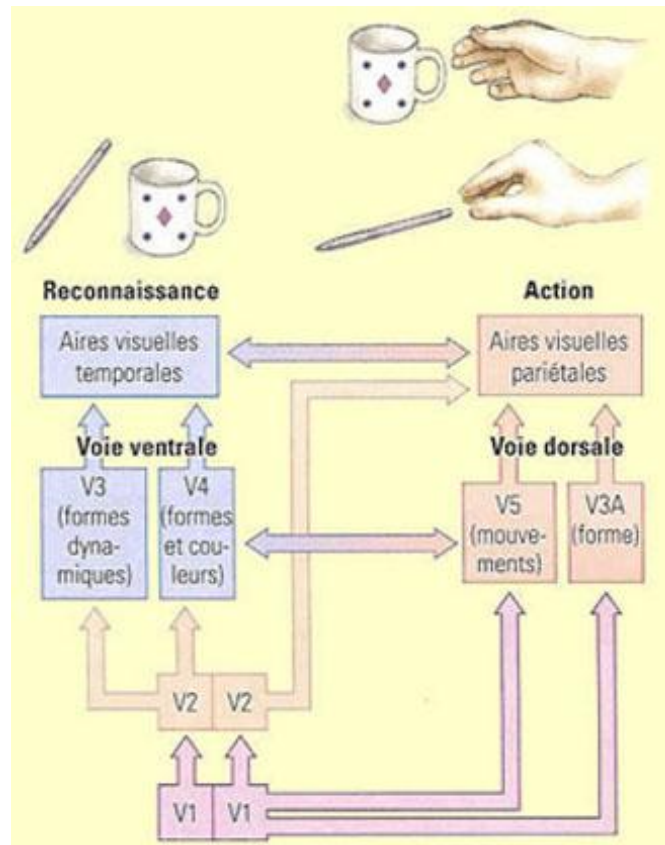 Reconnaissance
Action
Aires visuelles
temporales
Aires visuelles
pariétales
Voie ventrale
Voie dorsale
V3
(formes
dyna-
miques)
V4
(formes
et cou-
leurs)
V5
(mouve-
ments)
V3A
(forme)
V2
V2
V1
V1